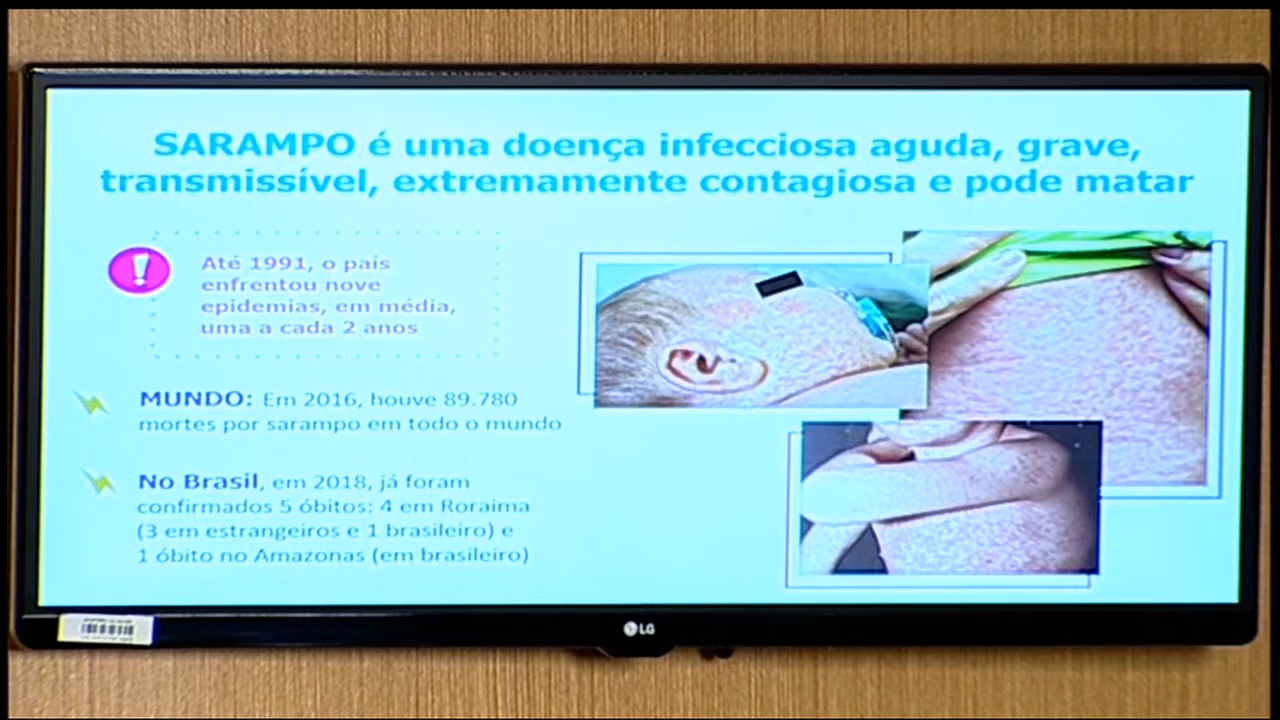 SARAMPO é uma doença infecciosa aguda, grave,
transmissível, extremamente contagiosa e pode matar
!
Até 1991, o país
enfrentou nove
epidemias, em média,
uma a cada 2 anos
MUNDO: Em 2016, houve 89.780
mortes por sarampo em todo o mundo
No Brasil, em 2018, já foram
confirmados 5 óbitos: 4 em Roraima
(3 em estrangeiros e 1 brasileiro) e
1 óbito no Amazonas (em brasileiro)
LG